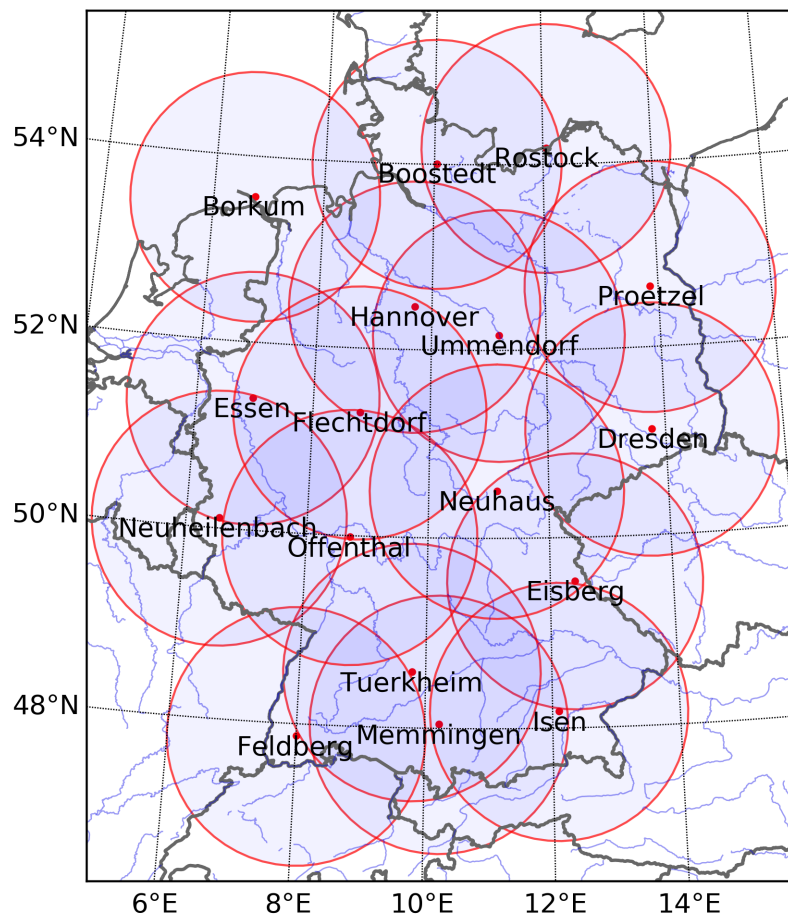 54°N
Boostedt
Rostock
Borkum
Proetzel
52°N
Hannover
Ummendorf
Essen
Flechtdorf
Dresden
50°N
Neuhaus
Neuheilenbach
Offenthal
Eisberg
48°N
Tuerkheim
Isen
Memmingen
Feldberg
6°E 8°E 10°E 12°E 14°E